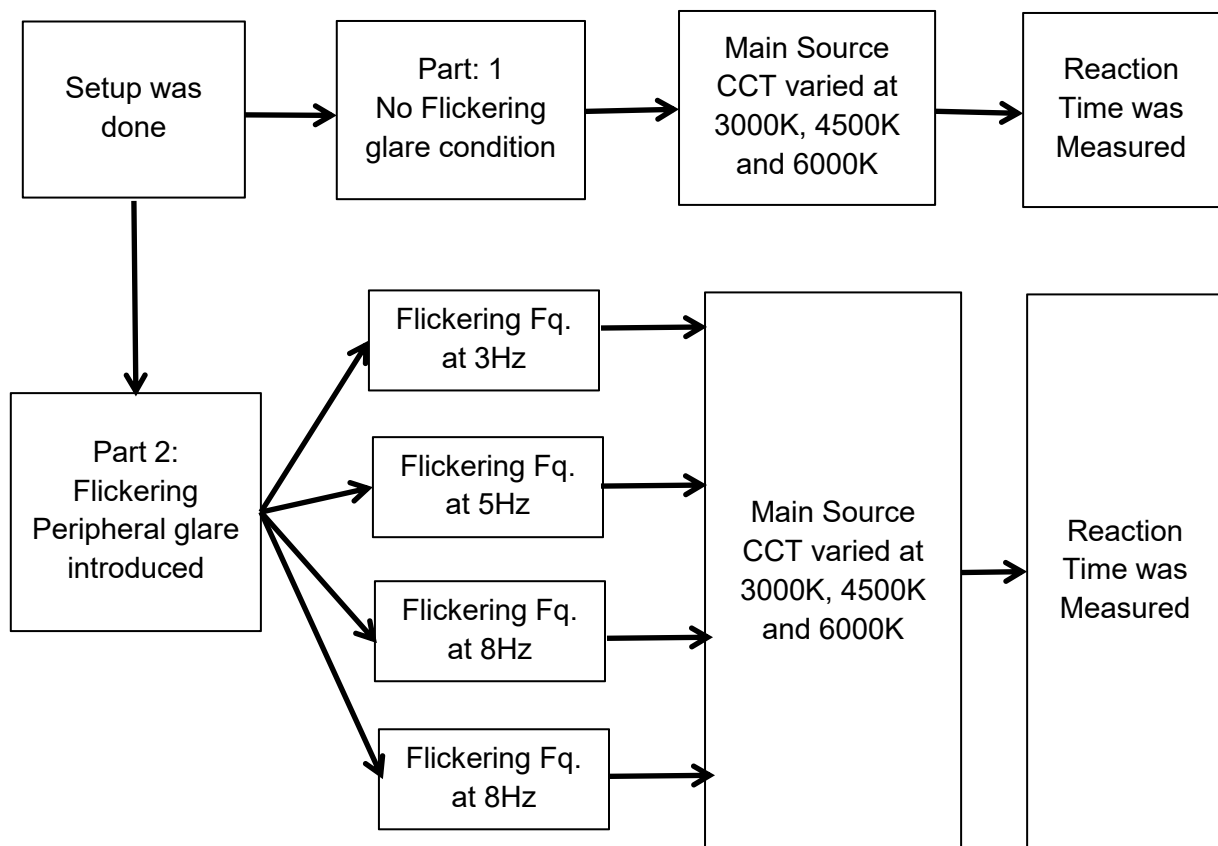 Setup was
done
Part: 1
No Flickering
glare condition
Main Source
CCT varied at
3000K, 4500K
and 6000K
Reaction
Time was
Measured
Part 2:
Flickering
Peripheral glare
introduced
Flickering Fq.
at 3Hz
Flickering Fq.
at 5Hz
Flickering Fq.
at 8Hz
Flickering Fq.
at 8Hz
Main Source
CCT varied at
3000K, 4500K
and 6000K
Reaction
Time was
Measured